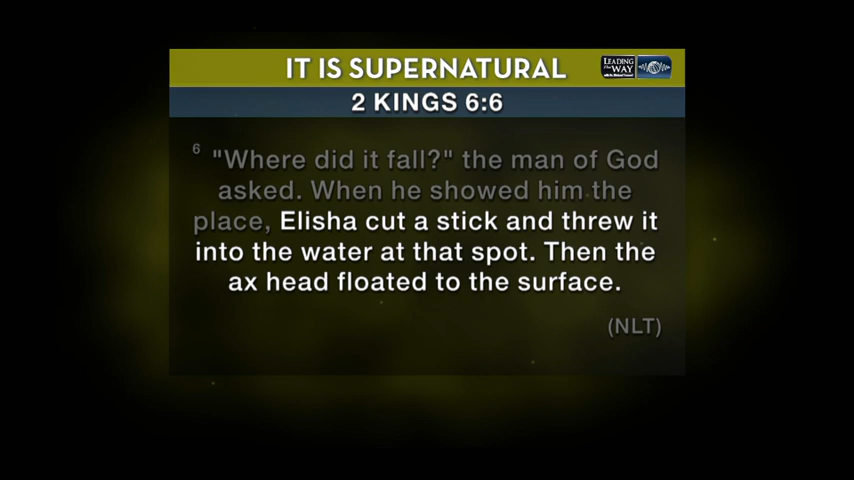 IT IS SUPERNATURAL
LEADING
THE WAY
2 KINGS 6:6
6 "Where did it fall?" the man of God
asked. When he showed him the
place, Elisha cut a stick and threw it
into the water at that spot. Then the
ax head floated to the surface.
(NLT)